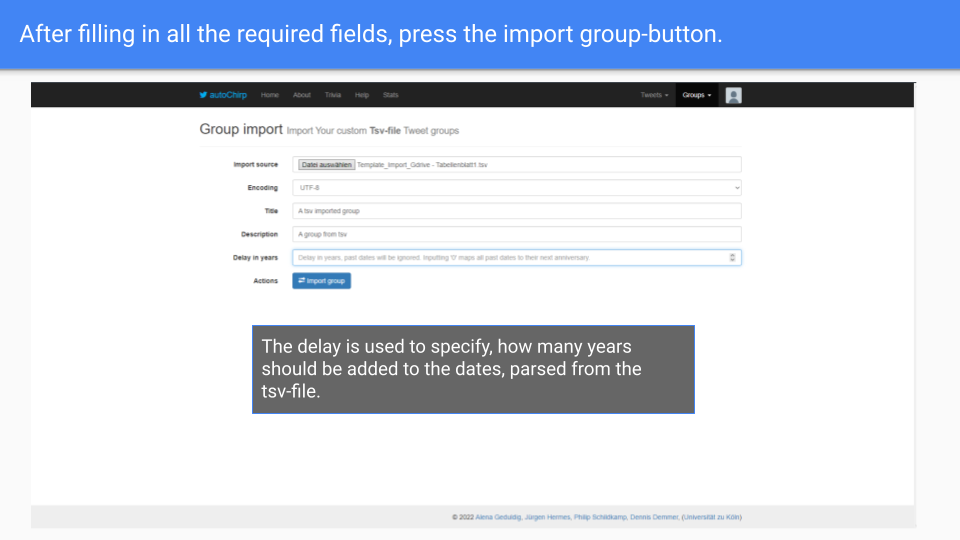 After filling in all the required fields, press the import group-button.
autoChirp Home About Trivia Help Stats Tweets Groups
Group import Import Your custom Tsv-file Tweet groups
Import source Datei auswählen Template_Import_Gdrive - Tabellenblatt1.tsv
Encoding UTF-8
Title A tsv imported group
Description A group from tsv
Delay in years Delay in years, past dates will be ignored. Inputting '0' maps all past dates to their next anniversary.
Actions Import group
The delay is used to specify, how many years
should be added to the dates, parsed from the
tsv-file.
© 2022 Alena Geduldig, Jürgen Hermes, Philip Schildkamp, Dennis Demmer, (Universität zu Köln)